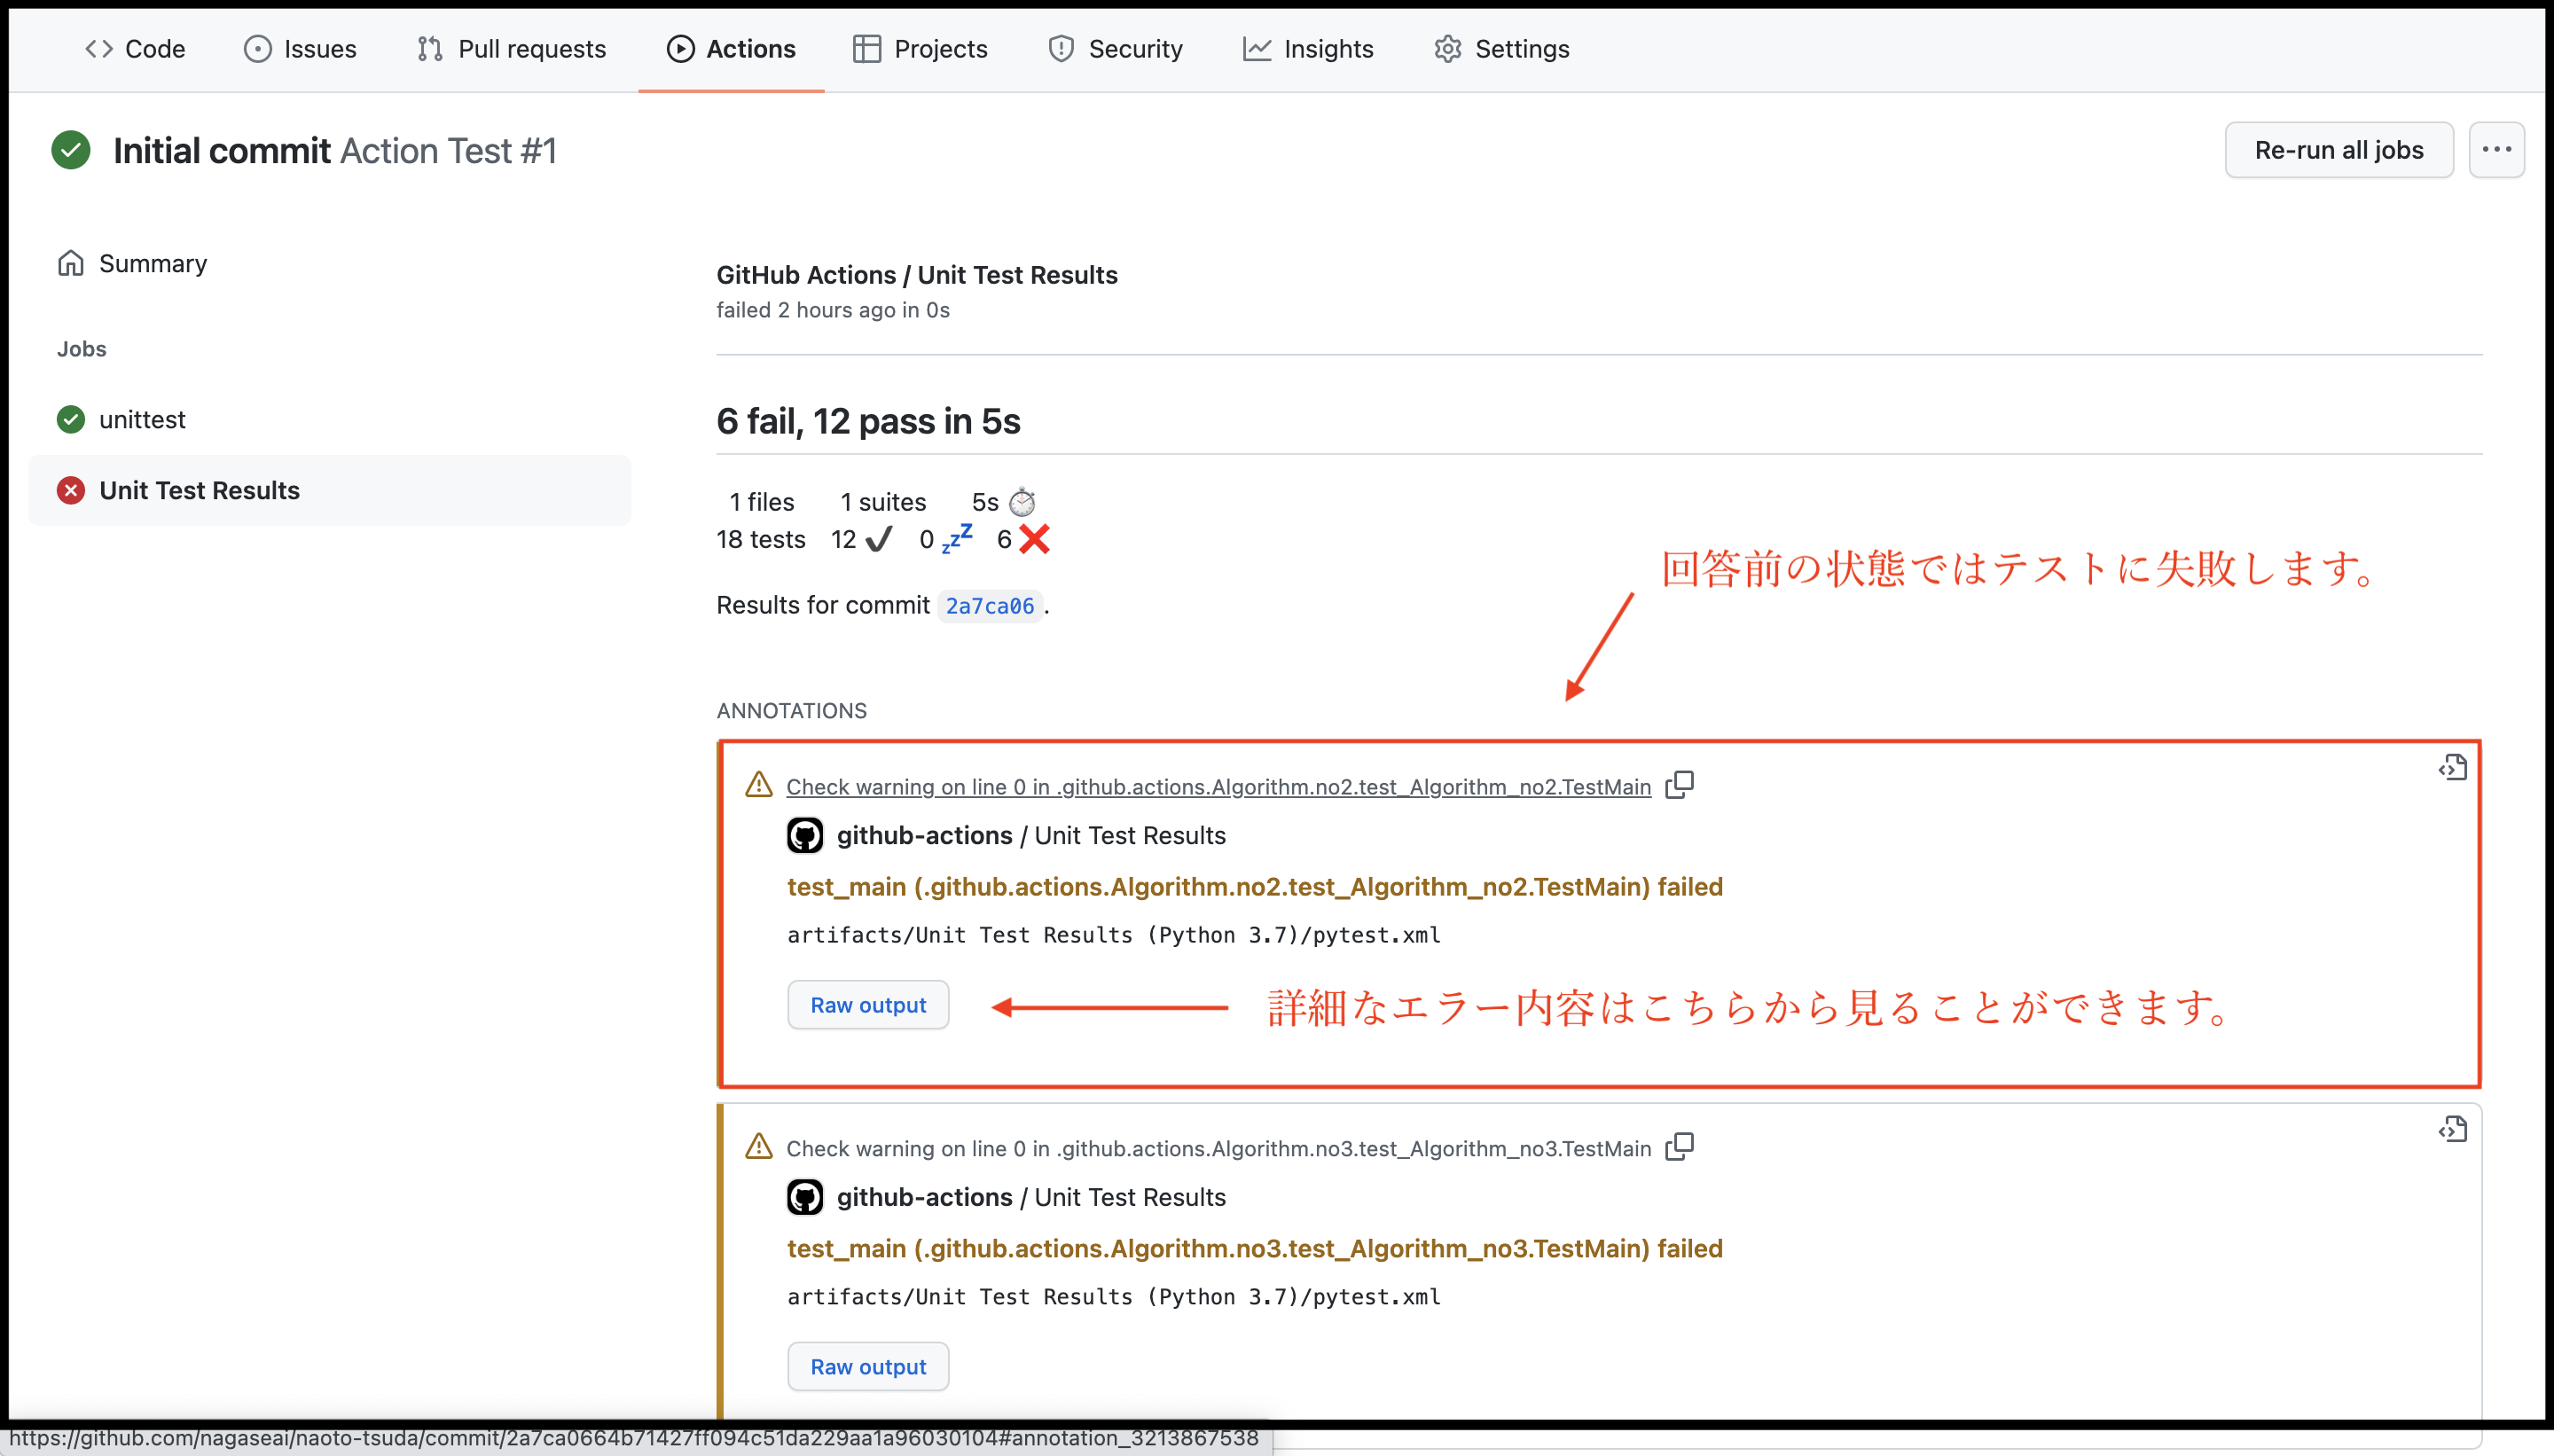 Code Issues Pull requests Actions Projects Security Insights Settings
Initial commit Action Test #1
Re-run all jobs
Summary
Jobs
unittest
Unit Test Results
GitHub Actions / Unit Test Results
failed 2 hours ago in 0s
6 fail, 12 pass in 5s
1 files 1 suites 5s
18 tests 12 ✔ 0 zzZ 6 ❌
Results for commit 2a7ca06.
回答前の状態ではテストに失敗します。
ANNOTATIONS
Check warning on line 0 in .github.actions.Algorithm.no2.test_Algorithm_no2.TestMain
github-actions / Unit Test Results
test_main (.github.actions.Algorithm.no2.test_Algorithm_no2.TestMain) failed
artifacts/Unit Test Results (Python 3.7)/pytest.xml
Raw output
詳細なエラー内容はこちらから見ることができます。
Check warning on line 0 in .github.actions.Algorithm.no3.test_Algorithm_no3.TestMain
github-actions / Unit Test Results
test_main (.github.actions.Algorithm.no3.test_Algorithm_no3.TestMain) failed
artifacts/Unit Test Results (Python 3.7)/pytest.xml
Raw output
https://github.com/nagaseai/naoto-tsuda/commit/2a7ca0664b71427ff094c51da229aa1a96030104#annotation_3213867538